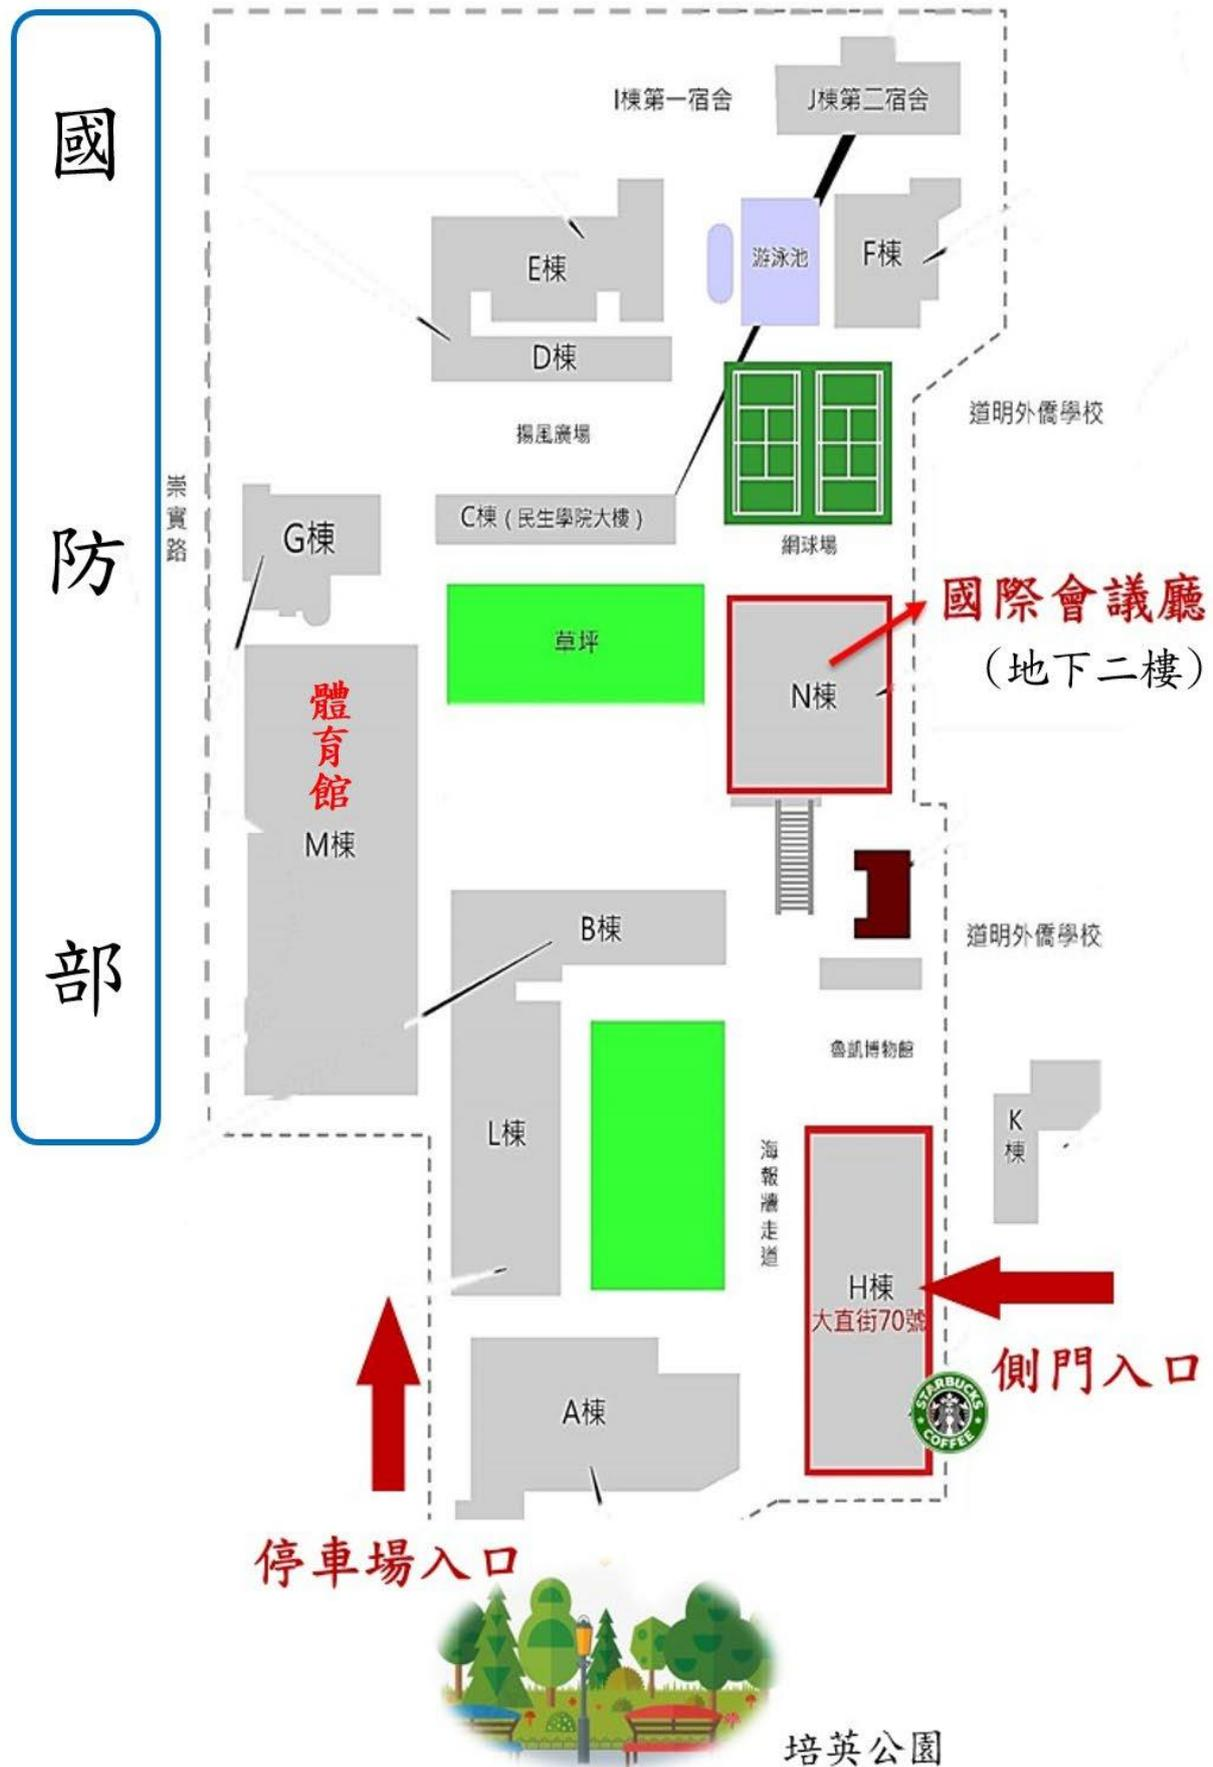 國防部
I棟第一宿舍
J棟第二宿舍
E棟
游泳池
F棟
D棟
道明外僑學校
揚風廣場
崇實路
G棟
C棟（民生學院大樓）
網球場
國際會議廳
（地下二樓）
草坪
N棟
體育館
M棟
B棟
道明外僑學校
魯凱博物館
K棟
L棟
海報牆走道
H棟
大直街70號
側門入口
STARBUCKS
COFFEE
A棟
停車場入口
培英公園